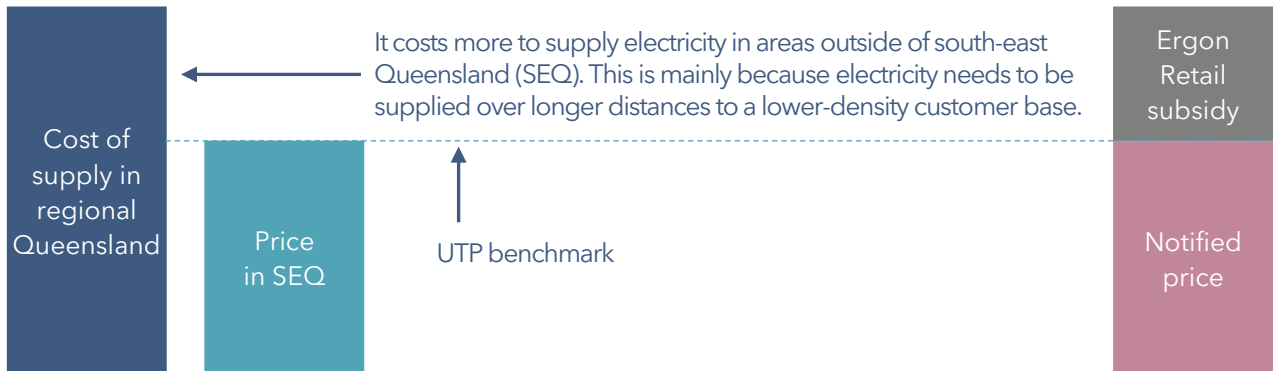 Cost of
supply in
regional
Queensland
Price
in SEQ
It costs more to supply electricity in areas outside of south-east
Queensland (SEQ). This is mainly because electricity needs to be
supplied over longer distances to a lower-density customer base.
UTP benchmark
Ergon
Retail
subsidy
Notified
price